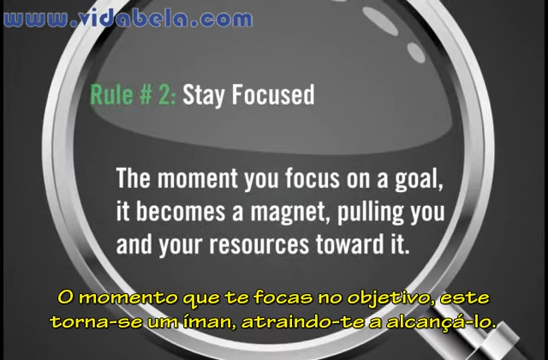 www.vidabela.com
Rule # 2: Stay Focused
The moment you focus on a goal,
it becomes a magnet, pulling you
and your resources toward it.
O momento que te focas no objetivo, este
torna-se um íman, atraindo-te a alcançá-lo.